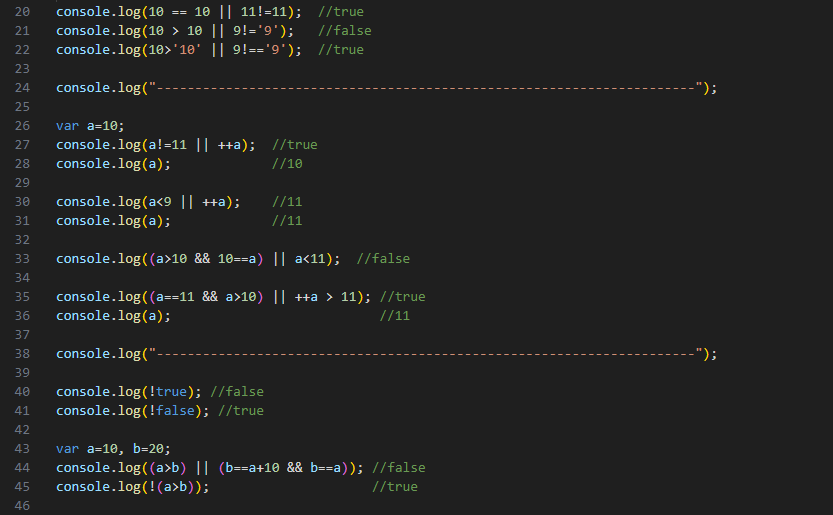 20 console.log(10 == 10 || 11!=11);  //true
21 console.log(10 > 10 || 9!='9');   //false
22 console.log(10>'10' || 9!=='9');  //true
23
24 console.log("----------------------------------------------------------------------");
25
26 var a=10;
27 console.log(a!=11 || ++a);  //true
28 console.log(a);             //10
29
30 console.log(a<9 || ++a);    //11
31 console.log(a);             //11
32
33 console.log((a>10 && 10==a) || a<11);  //false
34
35 console.log((a==11 && a>10) || ++a > 11); //true
36 console.log(a);                           //11
37
38 console.log("----------------------------------------------------------------------");
39
40 console.log(!true); //false
41 console.log(!false); //true
42
43 var a=10, b=20;
44 console.log((a>b) || (b==a+10 && b==a)); //false
45 console.log(!(a>b));                     //true
46